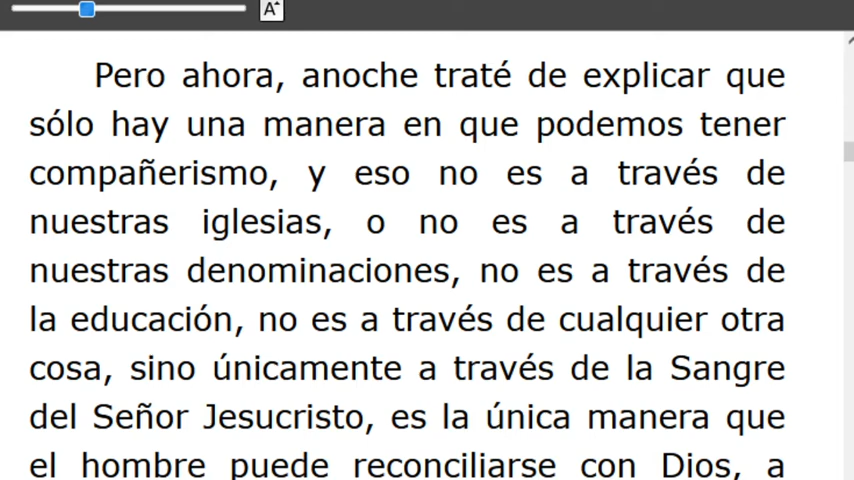 A
Pero ahora, anoche traté de explicar que
sólo hay una manera en que podemos tener
compañerismo, y eso no es a través de
nuestras iglesias, o no es a través de
nuestras denominaciones, no es a través de
la educación, no es a través de cualquier otra
cosa, sino únicamente a través de la Sangre
del Señor Jesucristo, es la única manera que
el hombre puede reconciliarse con Dios, a